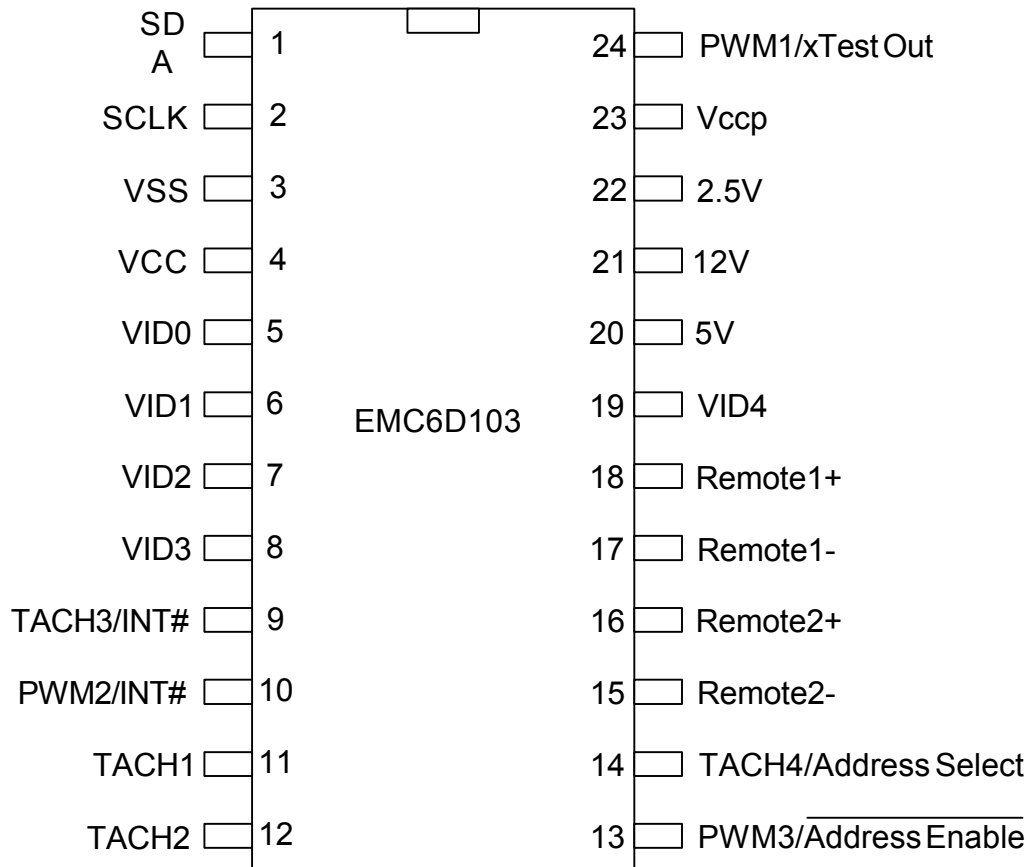 SD
A
1
24
PWM1/xTest Out
SCLK
2
23
Vccp
VSS
3
22
2.5V
VCC
4
21
12V
VID0
5
20
5V
VID1
6
19
VID4
EMC6D103
VID2
7
18
Remote1+
VID3
8
17
Remote1-
TACH3/INT#
9
16
Remote2+
PWM2/INT#
10
15
Remote2-
TACH1
11
14
TACH4/Address Select
TACH2
12
13
PWM3/Address Enable